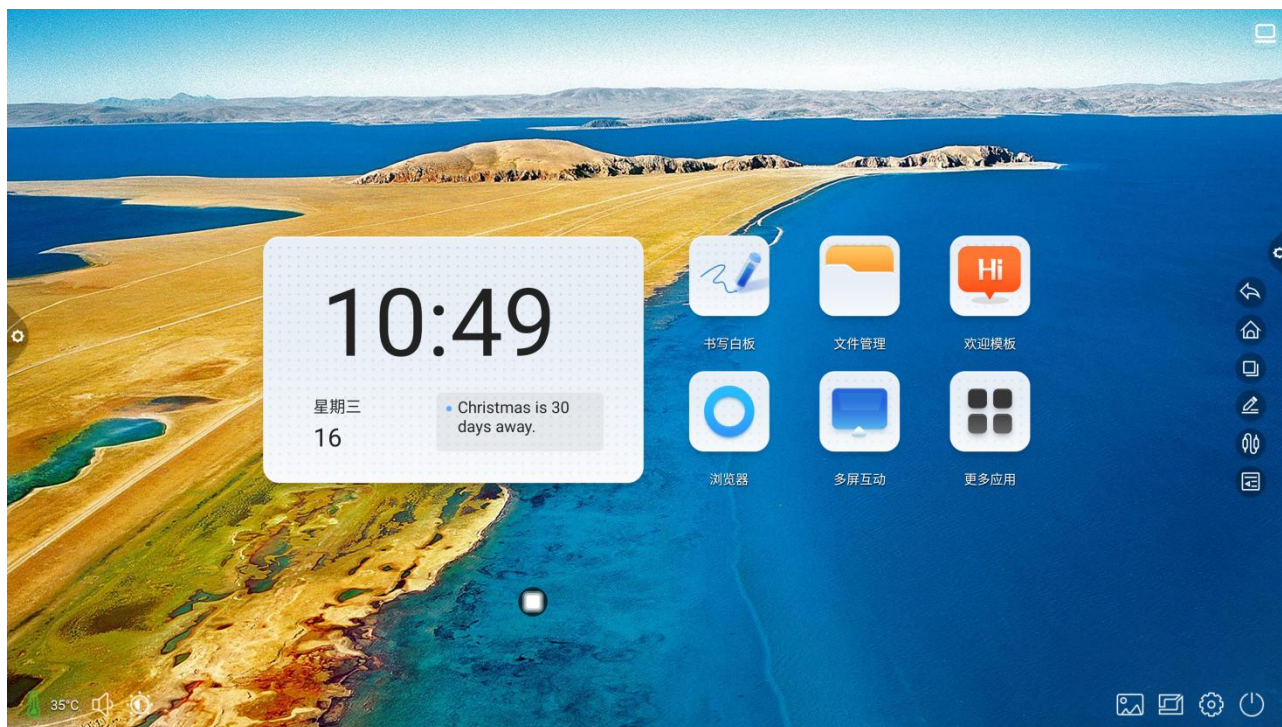 10:49
星期三
16
Christmas is 30
days away.
书写白板
文件管理
Hi
欢迎模板
浏览器
多屏互动
更多应用
35°C